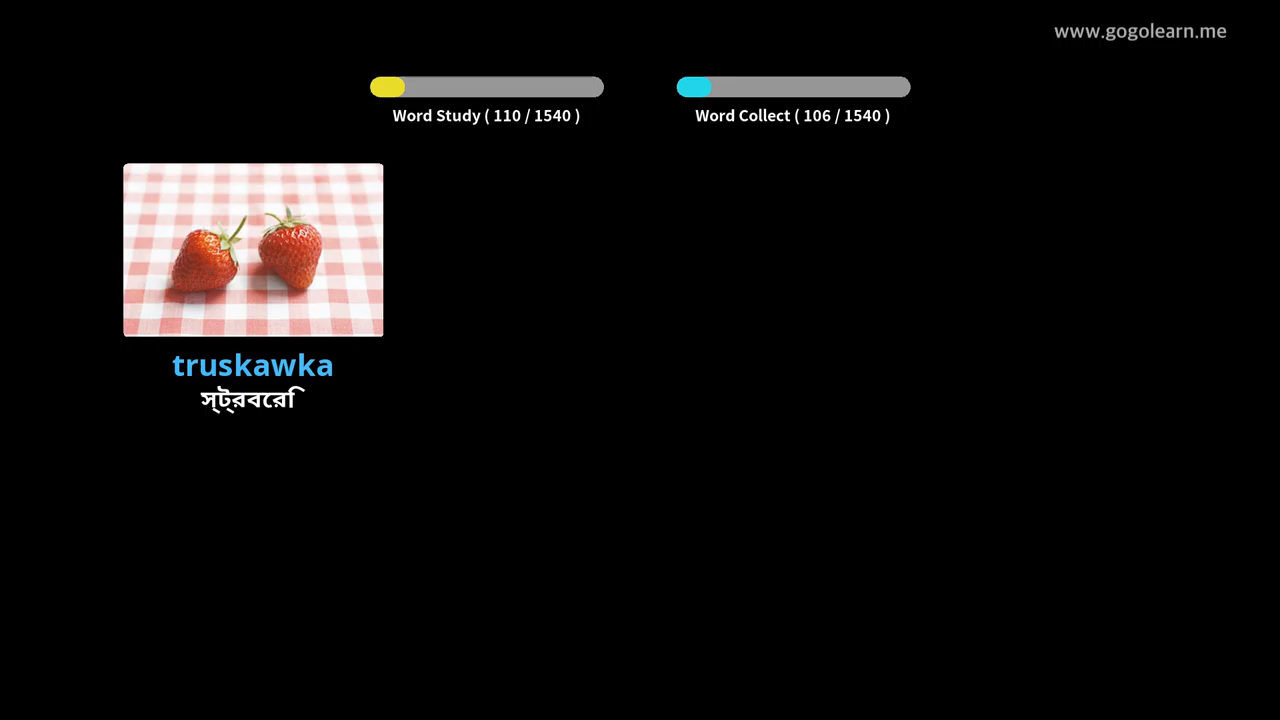 www.gogolearn.me
Word Study ( 110 / 1540 )
Word Collect ( 106 / 1540 )
truskawka
স্ট্রবেরি